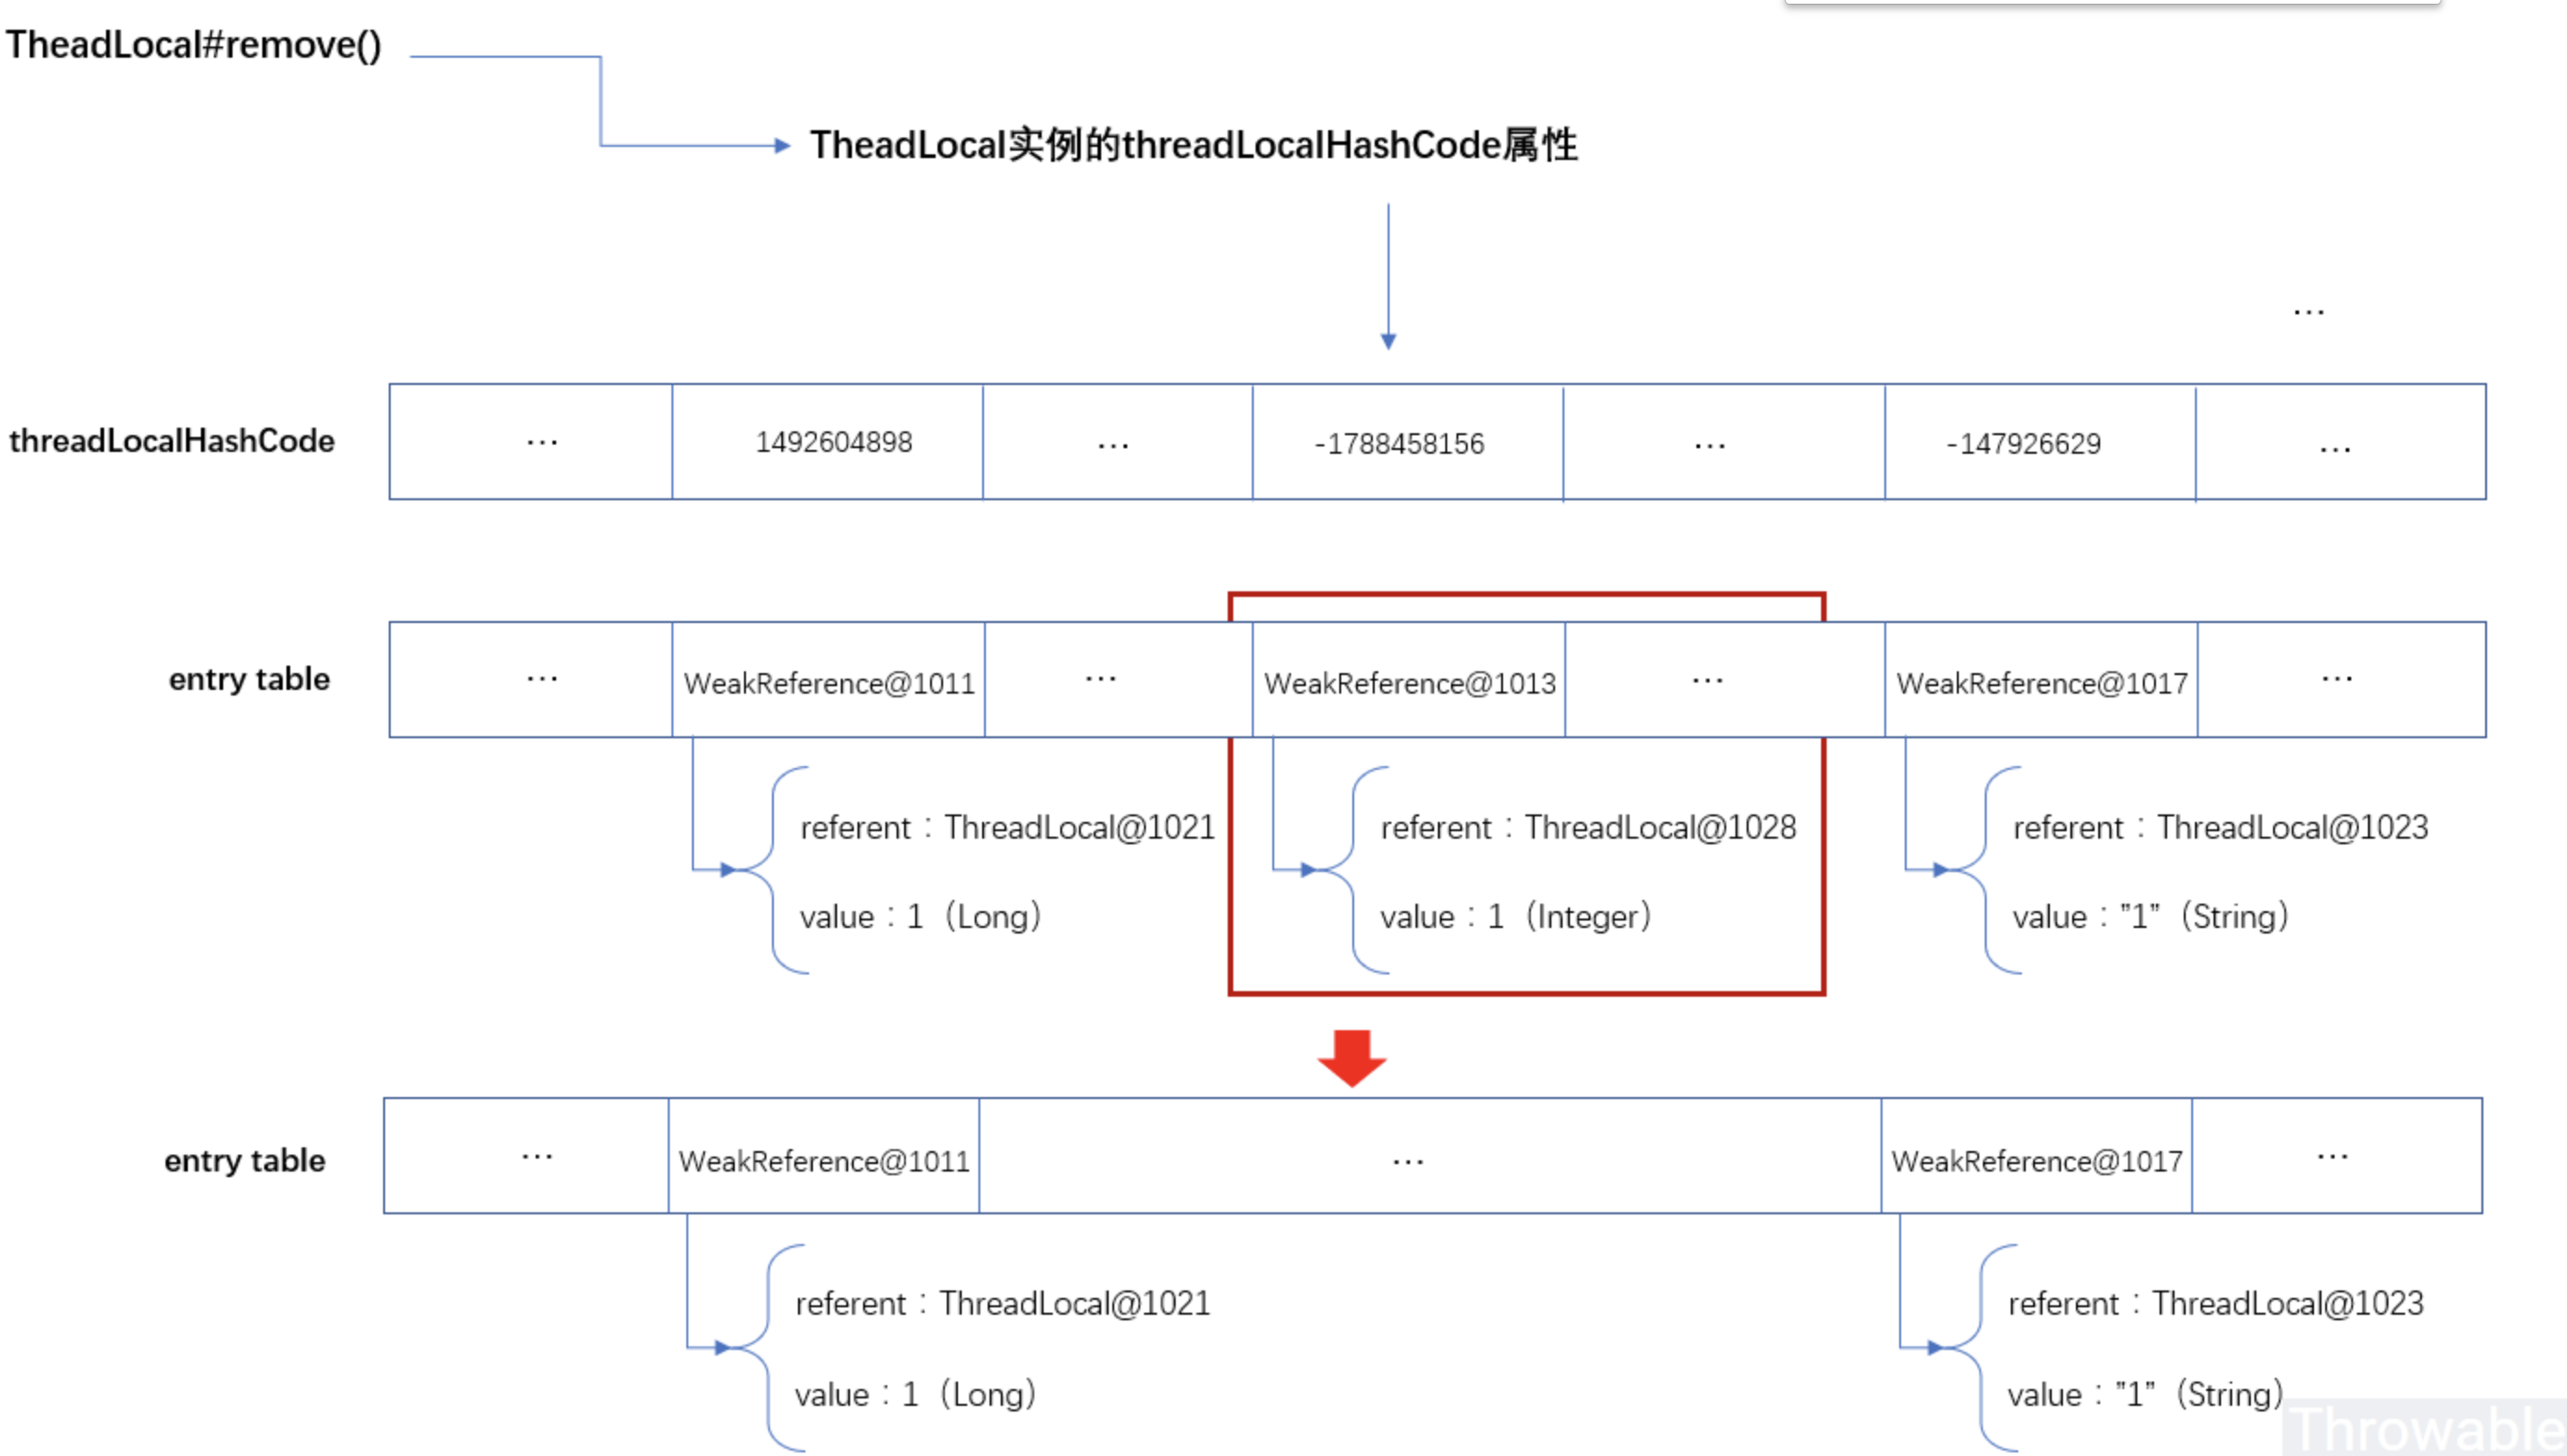 TheadLocal#remove()
TheadLocal实例的threadLocalHashCode属性
...
threadLocalHashCode ... 1492604898 ... -1788458156 ... -147926629 ...
entry table ... WeakReference@1011 ... WeakReference@1013 ... WeakReference@1017 ...
referent：ThreadLocal@1021 referent：ThreadLocal@1028 referent：ThreadLocal@1023
value：1（Long） value：1（Integer） value："1"（String）
entry table ... WeakReference@1011 ... WeakReference@1017 ...
referent：ThreadLocal@1021 referent：ThreadLocal@1023
value：1（Long） value："1"（String）
Throwable